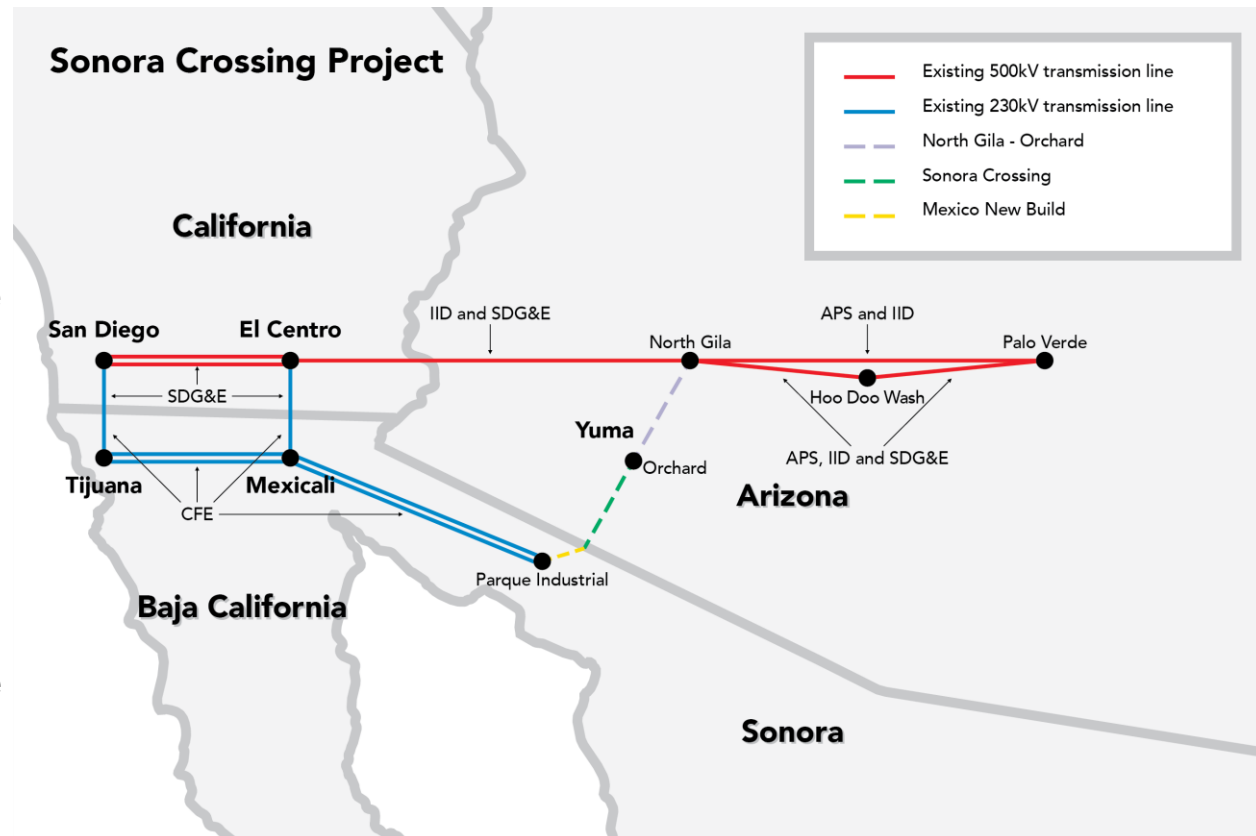 Sonora Crossing Project
Existing 500kV transmission line
Existing 230kV transmission line
North Gila - Orchard
Sonora Crossing
Mexico New Build
California
San Diego
El Centro
IID and SDG&E
North Gila
APS and IID
Palo Verde
SDG&E
Hoo Doo Wash
Yuma
Orchard
APS, IID and SDG&E
Tijuana
Mexicali
Arizona
CFE
Parque Industrial
Baja California
Sonora